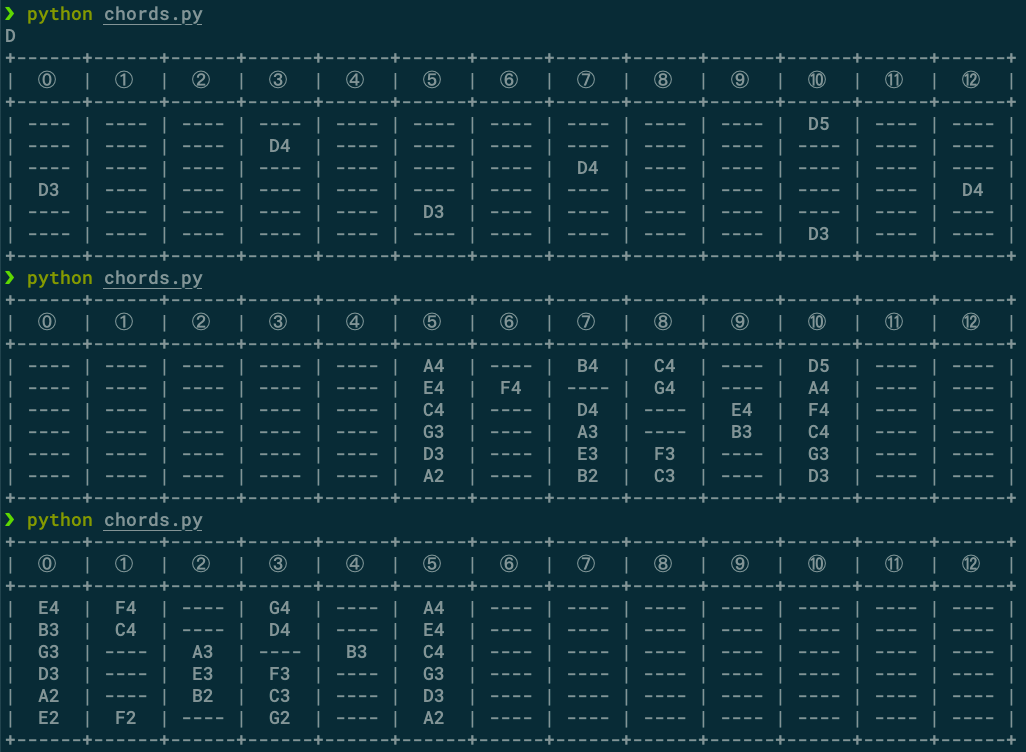 ❯ python chords.py
D
+------+------+------+------+------+------+------+------+------+------+------+------+------+
|  ⓪   |  ①   |  ②   |  ③   |  ④   |  ⑤   |  ⑥   |  ⑦   |  ⑧   |  ⑨   |  ⑩   |  ⑪   |  ⑫   |
+------+------+------+------+------+------+------+------+------+------+------+------+------+
| ---- | ---- | ---- | ---- | ---- | ---- | ---- | ---- | ---- | ---- |  D5  | ---- | ---- |
| ---- | ---- | ---- |  D4  | ---- | ---- | ---- | ---- | ---- | ---- | ---- | ---- | ---- |
| ---- | ---- | ---- | ---- | ---- | ---- | ---- |  D4  | ---- | ---- | ---- | ---- | ---- |
|  D3  | ---- | ---- | ---- | ---- | ---- | ---- | ---- | ---- | ---- | ---- | ---- |  D4  |
| ---- | ---- | ---- | ---- | ---- |  D3  | ---- | ---- | ---- | ---- | ---- | ---- | ---- |
| ---- | ---- | ---- | ---- | ---- | ---- | ---- | ---- | ---- | ---- |  D3  | ---- | ---- |
+------+------+------+------+------+------+------+------+------+------+------+------+------+
❯ python chords.py
+------+------+------+------+------+------+------+------+------+------+------+------+------+
|  ⓪   |  ①   |  ②   |  ③   |  ④   |  ⑤   |  ⑥   |  ⑦   |  ⑧   |  ⑨   |  ⑩   |  ⑪   |  ⑫   |
+------+------+------+------+------+------+------+------+------+------+------+------+------+
| ---- | ---- | ---- | ---- | ---- |  A4  | ---- |  B4  |  C4  | ---- |  D5  | ---- | ---- |
| ---- | ---- | ---- | ---- | ---- |  E4  |  F4  | ---- |  G4  | ---- |  A4  | ---- | ---- |
| ---- | ---- | ---- | ---- | ---- |  C4  | ---- |  D4  | ---- |  E4  |  F4  | ---- | ---- |
| ---- | ---- | ---- | ---- | ---- |  G3  | ---- |  A3  | ---- |  B3  |  C4  | ---- | ---- |
| ---- | ---- | ---- | ---- | ---- |  D3  | ---- |  E3  |  F3  | ---- |  G3  | ---- | ---- |
| ---- | ---- | ---- | ---- | ---- |  A2  | ---- |  B2  |  C3  | ---- |  D3  | ---- | ---- |
+------+------+------+------+------+------+------+------+------+------+------+------+------+
❯ python chords.py
+------+------+------+------+------+------+------+------+------+------+------+------+------+
|  ⓪   |  ①   |  ②   |  ③   |  ④   |  ⑤   |  ⑥   |  ⑦   |  ⑧   |  ⑨   |  ⑩   |  ⑪   |  ⑫   |
+------+------+------+------+------+------+------+------+------+------+------+------+------+
|  E4  |  F4  | ---- |  G4  | ---- |  A4  | ---- | ---- | ---- | ---- | ---- | ---- | ---- |
|  B3  |  C4  | ---- |  D4  | ---- |  E4  | ---- | ---- | ---- | ---- | ---- | ---- | ---- |
|  G3  | ---- |  A3  | ---- |  B3  |  C4  | ---- | ---- | ---- | ---- | ---- | ---- | ---- |
|  D3  | ---- |  E3  |  F3  | ---- |  G3  | ---- | ---- | ---- | ---- | ---- | ---- | ---- |
|  A2  | ---- |  B2  |  C3  | ---- |  D3  | ---- | ---- | ---- | ---- | ---- | ---- | ---- |
|  E2  |  F2  | ---- |  G2  | ---- |  A2  | ---- | ---- | ---- | ---- | ---- | ---- | ---- |
+------+------+------+------+------+------+------+------+------+------+------+------+------+